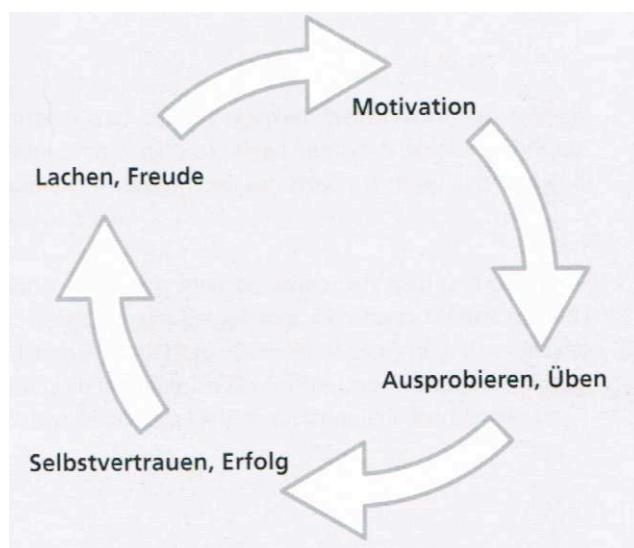 Motivation
Lachen, Freude
Ausprobieren, Üben
Selbstvertrauen, Erfolg